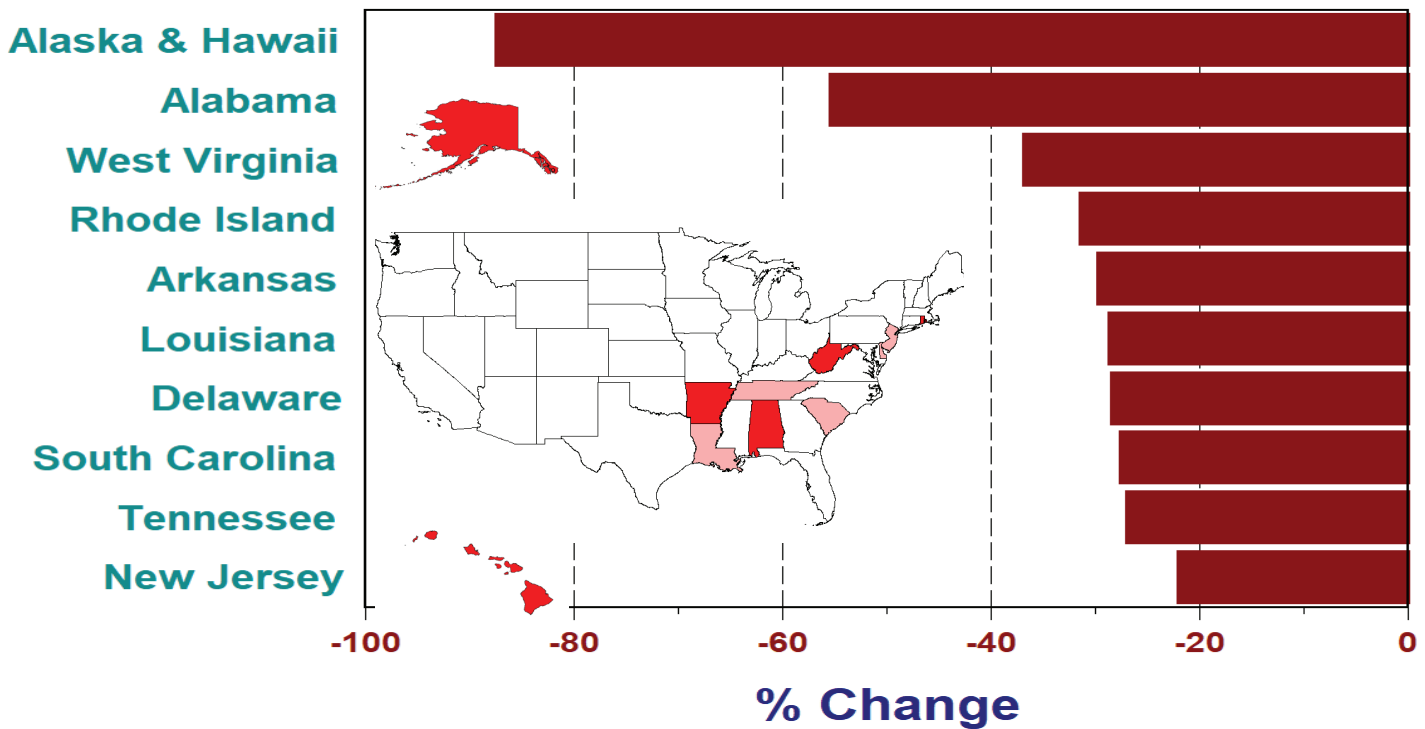 Alaska & Hawaii
Alabama
West Virginia
Rhode Island
Arkansas
Louisiana
Delaware
South Carolina
Tennessee
New Jersey
-100 -80 -60 -40 -20 0
% Change